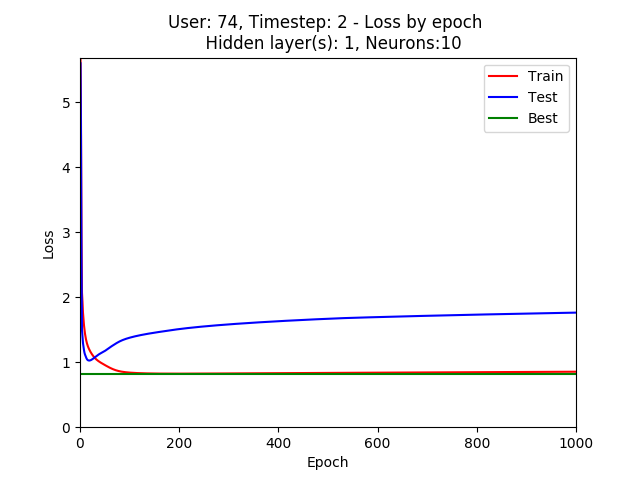 User: 74, Timestep: 2 - Loss by epoch
Hidden layer(s): 1, Neurons:10
Train
Test
Best
5
4
3
2
1
0
Loss
0 200 400 600 800 1000
Epoch